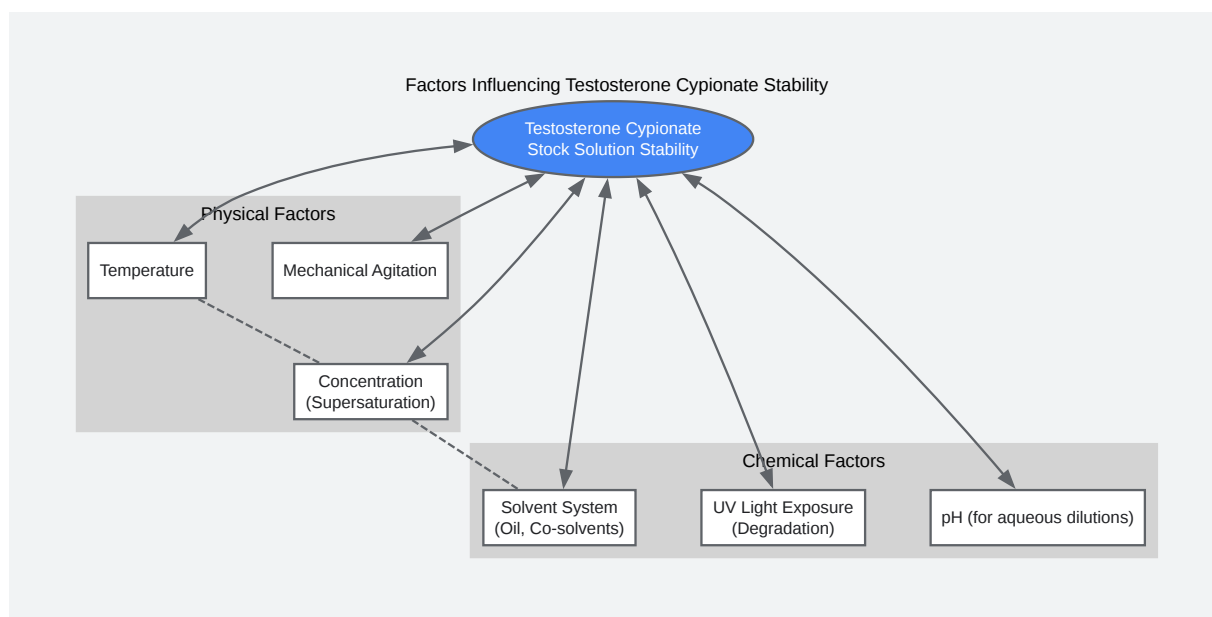 Factors Influencing Testosterone Cypionate Stability
Testosterone Cypionate
Stock Solution Stability
Physical Factors
Temperature
Mechanical Agitation
Concentration
(Supersaturation)
Chemical Factors
Solvent System
(Oil, Co-solvents)
UV Light Exposure
(Degradation)
pH (for aqueous dilutions)